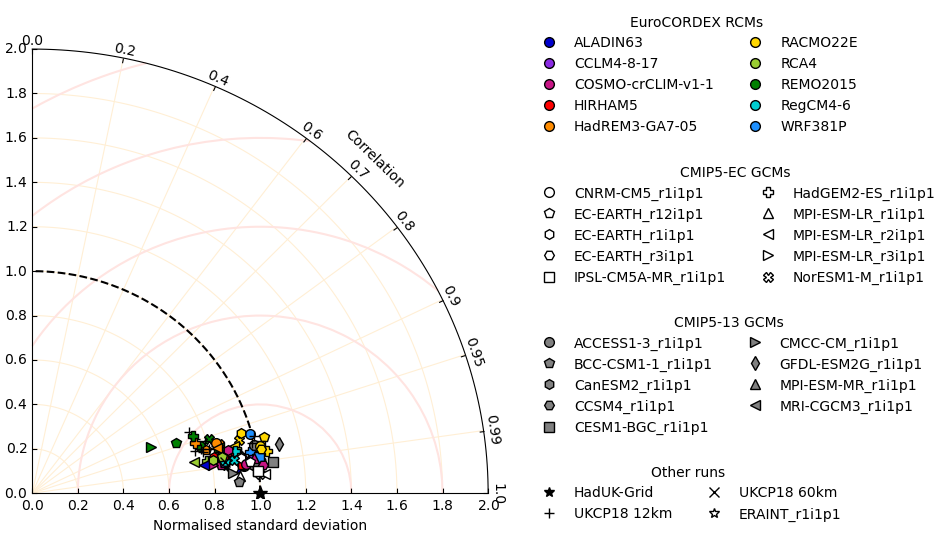 0.0
0.2
0.4
0.6
Correlation
0.7
0.8
0.9
0.95
0.99
1.0
2.0
1.8
1.6
1.4
1.2
1.0
0.8
0.6
0.4
0.2
0.0
0.0 0.2 0.4 0.6 0.8 1.0 1.2 1.4 1.6 1.8 2.0
Normalised standard deviation
EuroCORDEX RCMs
ALADIN63 RACMO22E
CCLM4-8-17 RCA4
COSMO-crCLIM-v1-1 REMO2015
HIRHAM5 RegCM4-6
HadREM3-GA7-05 WRF381P
CMIP5-EC GCMs
CNRM-CM5_r1i1p1 HadGEM2-ES_r1i1p1
EC-EARTH_r12i1p1 MPI-ESM-LR_r1i1p1
EC-EARTH_r1i1p1 MPI-ESM-LR_r2i1p1
EC-EARTH_r3i1p1 MPI-ESM-LR_r3i1p1
IPSL-CM5A-MR_r1i1p1 NorESM1-M_r1i1p1
CMIP5-13 GCMs
ACCESS1-3_r1i1p1 CMCC-CM_r1i1p1
BCC-CSM1-1_r1i1p1 GFDL-ESM2G_r1i1p1
CanESM2_r1i1p1 MPI-ESM-MR_r1i1p1
CCSM4_r1i1p1 MRI-CGCM3_r1i1p1
CESM1-BGC_r1i1p1
Other runs
HadUK-Grid UKCP18 60km
UKCP18 12km ERAINT_r1i1p1